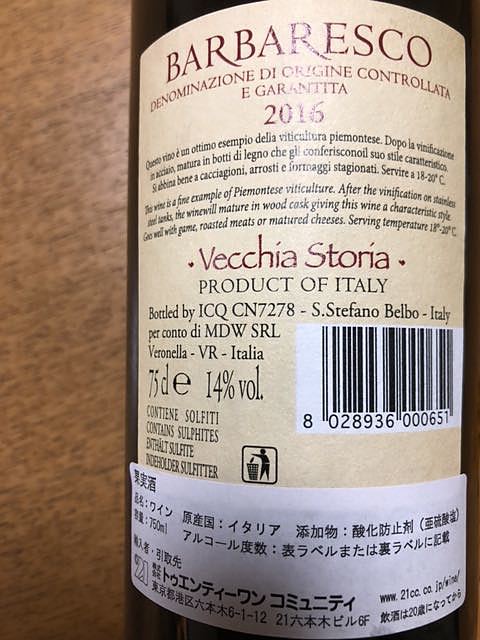 BARBARESCO
DENOMINAZIONE DI ORIGINE CONTROLLATA
E GARANTITA
2016
Questo vino è un ottimo esempio della viticultura piemontese. Dopo la vinificazione
in acciaio, matura in botti di legno che gli conferisconoil suo stile caratteristico.
Si abbina bene a cacciagioni, arrosti e formaggi stagionati. Servire a 18-20° C.
This wine is a fine example of Piemontese viticulture. After the vinification on stainless
steel tanks, the winewill mature in wood cask giving this wine a characteristic style.
Goes well with game, roasted meats or matured cheeses. Serving temperature 18°-20° C.
· Vecchia Storia ·
PRODUCT OF ITALY
Bottled by ICQ CN7278 - S.Stefano Belbo - Italy
per conto di MDW SRL
Veronella - VR - Italia
75 cl e 14% vol.
CONTIENE SOLFITI
CONTAINS SULPHITES
ENTHÄLT SULFITE
INDEHOLDER SULFITTER
8 028936 000651
果実酒
品名：ワイン
容量：750ml
原産国：イタリア 添加物：酸化防止剤（亜硫酸塩）
アルコール度数：表ラベルまたは裏ラベルに記載
輸入者・引取先
21 株式会社 トゥエンティーワン コミュニティ
www.21cc.co.jp/wine/
東京都港区六本木6-1-12 21六本木ビル6F
飲酒は20歳になってから